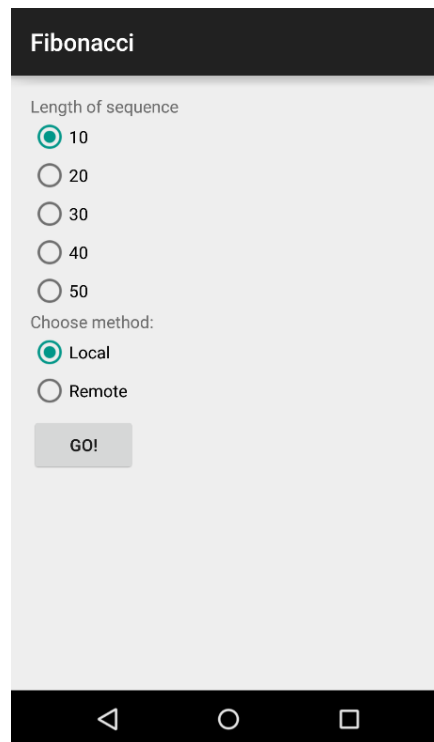 Fibonacci
Length of sequence
10
20
30
40
50
Choose method:
Local
Remote
GO!